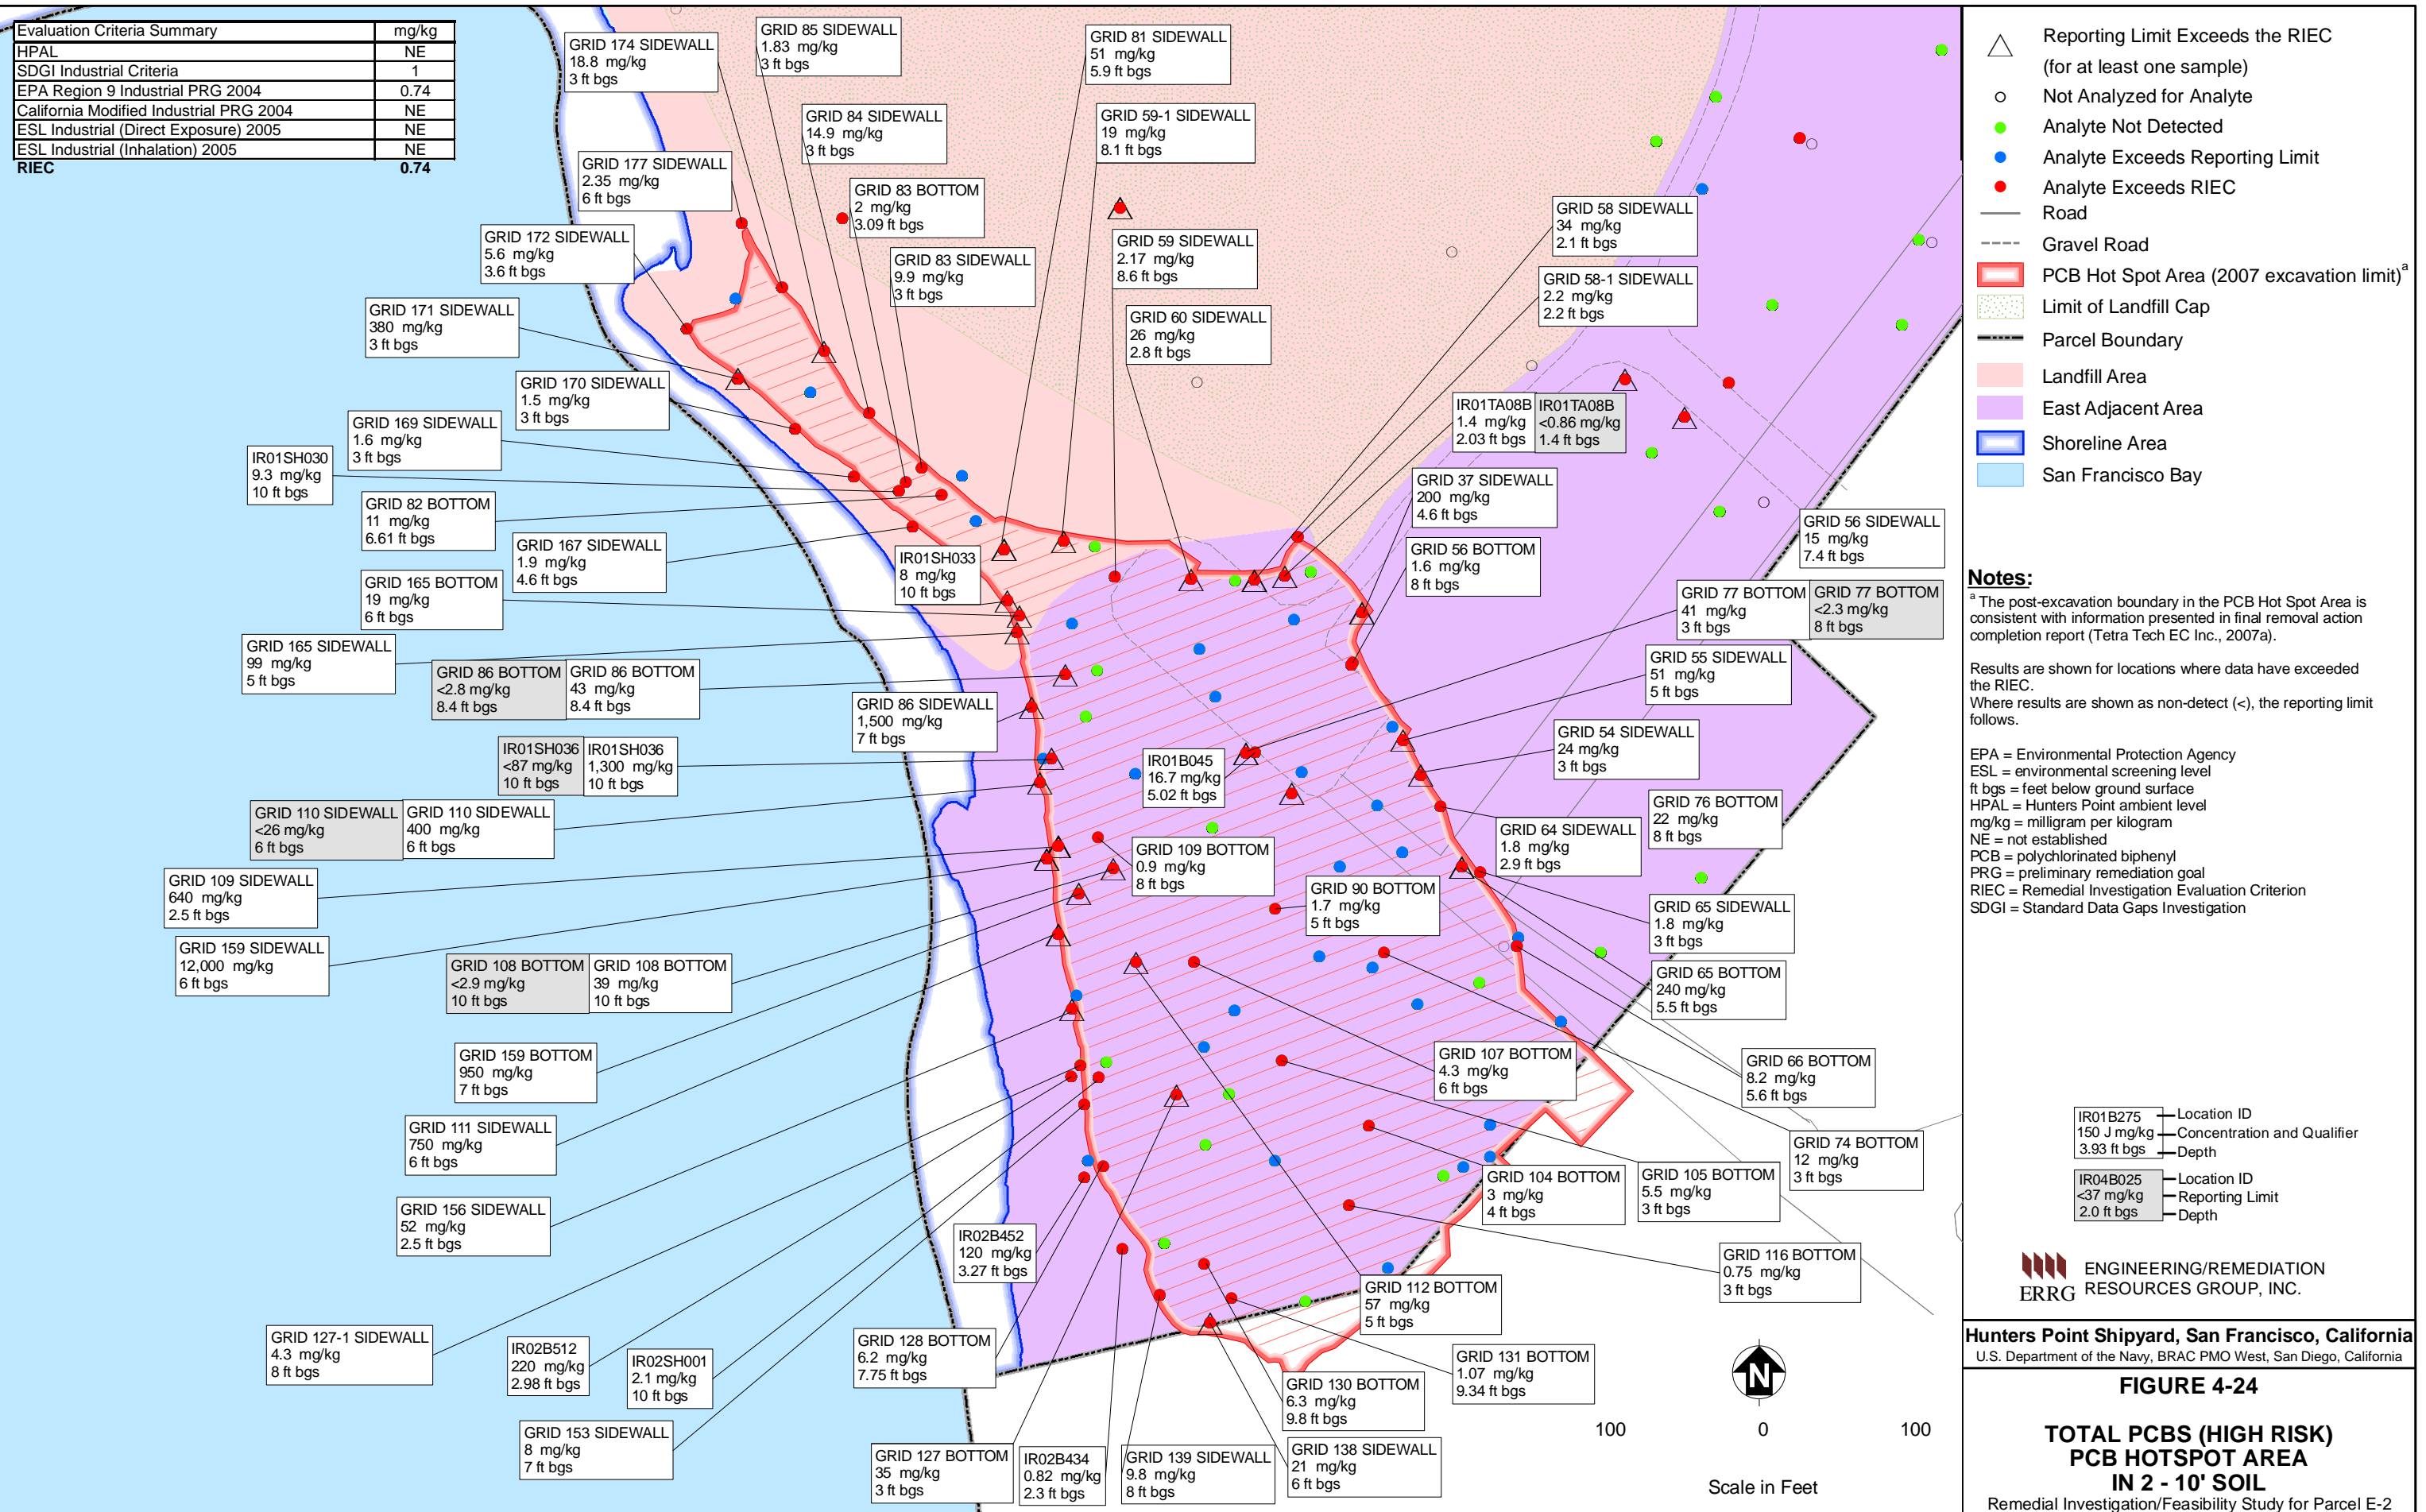 Evaluation Criteria Summary mg/kg
HPAL NE
SDGI Industrial Criteria 1
EPA Region 9 Industrial PRG 2004 0.74
California Modified Industrial PRG 2004 NE
ESL Industrial (Direct Exposure) 2005 NE
ESL Industrial (Inhalation) 2005 NE
RIEC 0.74
GRID 174 SIDEWALL
18.8 mg/kg
3 ft bgs
GRID 85 SIDEWALL
1.83 mg/kg
3 ft bgs
GRID 81 SIDEWALL
51 mg/kg
5.9 ft bgs
GRID 84 SIDEWALL
14.9 mg/kg
3 ft bgs
GRID 59-1 SIDEWALL
19 mg/kg
8.1 ft bgs
GRID 177 SIDEWALL
2.35 mg/kg
6 ft bgs
GRID 83 BOTTOM
2 mg/kg
3.09 ft bgs
GRID 58 SIDEWALL
34 mg/kg
2.1 ft bgs
GRID 172 SIDEWALL
5.6 mg/kg
3.6 ft bgs
GRID 83 SIDEWALL
9.9 mg/kg
3 ft bgs
GRID 59 SIDEWALL
2.17 mg/kg
8.6 ft bgs
GRID 58-1 SIDEWALL
2.2 mg/kg
2.2 ft bgs
GRID 171 SIDEWALL
380 mg/kg
3 ft bgs
GRID 60 SIDEWALL
26 mg/kg
2.8 ft bgs
GRID 170 SIDEWALL
1.5 mg/kg
3 ft bgs
IR01TA08B
1.4 mg/kg
2.03 ft bgs
IR01TA08B
<0.86 mg/kg
1.4 ft bgs
GRID 169 SIDEWALL
1.6 mg/kg
3 ft bgs
IR01SH030
9.3 mg/kg
10 ft bgs
GRID 37 SIDEWALL
200 mg/kg
4.6 ft bgs
GRID 82 BOTTOM
11 mg/kg
6.61 ft bgs
GRID 56 SIDEWALL
15 mg/kg
7.4 ft bgs
GRID 167 SIDEWALL
1.9 mg/kg
4.6 ft bgs
IR01SH033
8 mg/kg
10 ft bgs
GRID 56 BOTTOM
1.6 mg/kg
8 ft bgs
GRID 165 BOTTOM
19 mg/kg
6 ft bgs
GRID 77 BOTTOM
41 mg/kg
3 ft bgs
GRID 77 BOTTOM
<2.3 mg/kg
8 ft bgs
GRID 165 SIDEWALL
99 mg/kg
5 ft bgs
GRID 86 BOTTOM
<2.8 mg/kg
8.4 ft bgs
GRID 86 BOTTOM
43 mg/kg
8.4 ft bgs
GRID 55 SIDEWALL
51 mg/kg
5 ft bgs
GRID 86 SIDEWALL
1,500 mg/kg
7 ft bgs
GRID 54 SIDEWALL
24 mg/kg
3 ft bgs
IR01SH036
<87 mg/kg
10 ft bgs
IR01SH036
1,300 mg/kg
10 ft bgs
IR01B045
16.7 mg/kg
5.02 ft bgs
GRID 110 SIDEWALL
<26 mg/kg
6 ft bgs
GRID 110 SIDEWALL
400 mg/kg
6 ft bgs
GRID 76 BOTTOM
22 mg/kg
8 ft bgs
GRID 64 SIDEWALL
1.8 mg/kg
2.9 ft bgs
GRID 109 BOTTOM
0.9 mg/kg
8 ft bgs
GRID 109 SIDEWALL
640 mg/kg
2.5 ft bgs
GRID 90 BOTTOM
1.7 mg/kg
5 ft bgs
GRID 65 SIDEWALL
1.8 mg/kg
3 ft bgs
GRID 159 SIDEWALL
12,000 mg/kg
6 ft bgs
GRID 108 BOTTOM
<2.9 mg/kg
10 ft bgs
GRID 108 BOTTOM
39 mg/kg
10 ft bgs
GRID 65 BOTTOM
240 mg/kg
5.5 ft bgs
GRID 159 BOTTOM
950 mg/kg
7 ft bgs
GRID 107 BOTTOM
4.3 mg/kg
6 ft bgs
GRID 66 BOTTOM
8.2 mg/kg
5.6 ft bgs
GRID 111 SIDEWALL
750 mg/kg
6 ft bgs
GRID 74 BOTTOM
12 mg/kg
3 ft bgs
GRID 104 BOTTOM
3 mg/kg
4 ft bgs
GRID 105 BOTTOM
5.5 mg/kg
3 ft bgs
GRID 156 SIDEWALL
52 mg/kg
2.5 ft bgs
IR02B452
120 mg/kg
3.27 ft bgs
GRID 116 BOTTOM
0.75 mg/kg
3 ft bgs
GRID 112 BOTTOM
57 mg/kg
5 ft bgs
GRID 127-1 SIDEWALL
4.3 mg/kg
8 ft bgs
IR02B512
220 mg/kg
2.98 ft bgs
IR02SH001
2.1 mg/kg
10 ft bgs
GRID 128 BOTTOM
6.2 mg/kg
7.75 ft bgs
GRID 131 BOTTOM
1.07 mg/kg
9.34 ft bgs
GRID 130 BOTTOM
6.3 mg/kg
9.8 ft bgs
GRID 153 SIDEWALL
8 mg/kg
7 ft bgs
GRID 127 BOTTOM
35 mg/kg
3 ft bgs
IR02B434
0.82 mg/kg
2.3 ft bgs
GRID 139 SIDEWALL
9.8 mg/kg
8 ft bgs
GRID 138 SIDEWALL
21 mg/kg
6 ft bgs
N
100 0 100
Scale in Feet
Reporting Limit Exceeds the RIEC
(for at least one sample)
Not Analyzed for Analyte
Analyte Not Detected
Analyte Exceeds Reporting Limit
Analyte Exceeds RIEC
Road
Gravel Road
PCB Hot Spot Area (2007 excavation limit)a
Limit of Landfill Cap
Parcel Boundary
Landfill Area
East Adjacent Area
Shoreline Area
San Francisco Bay
Notes:
a The post-excavation boundary in the PCB Hot Spot Area is
consistent with information presented in final removal action
completion report (Tetra Tech EC Inc., 2007a).
Results are shown for locations where data have exceeded
the RIEC.
Where results are shown as non-detect (<), the reporting limit
follows.
EPA = Environmental Protection Agency
ESL = environmental screening level
ft bgs = feet below ground surface
HPAL = Hunters Point ambient level
mg/kg = milligram per kilogram
NE = not established
PCB = polychlorinated biphenyl
PRG = preliminary remediation goal
RIEC = Remedial Investigation Evaluation Criterion
SDGI = Standard Data Gaps Investigation
IR01B275 Location ID
150 J mg/kg Concentration and Qualifier
3.93 ft bgs Depth
IR04B025 Location ID
<37 mg/kg Reporting Limit
2.0 ft bgs Depth
ERRG
ENGINEERING/REMEDIATION
RESOURCES GROUP, INC.
Hunters Point Shipyard, San Francisco, California
U.S. Department of the Navy, BRAC PMO West, San Diego, California
FIGURE 4-24
TOTAL PCBS (HIGH RISK)
PCB HOTSPOT AREA
IN 2 - 10' SOIL
Remedial Investigation/Feasibility Study for Parcel E-2